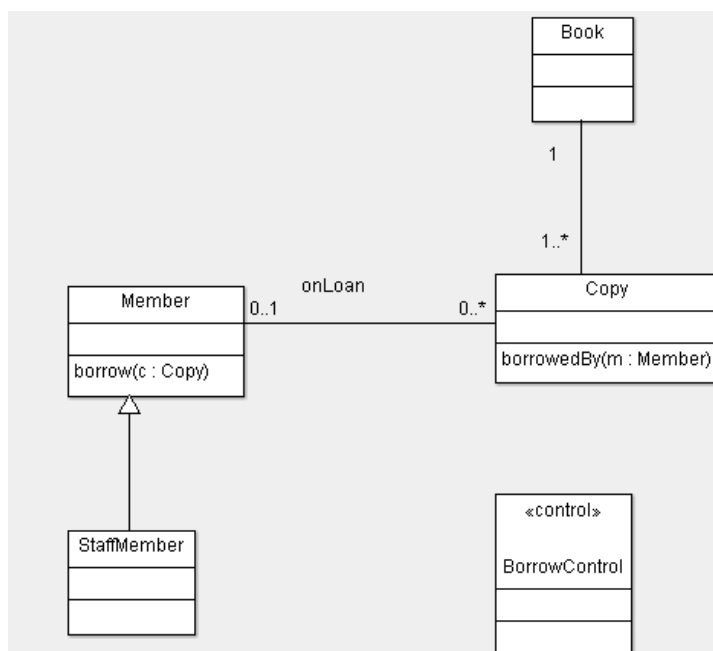 Book
1
1..*
onLoan
Member
0..1
0..*
Copy
borrow(c : Copy)
borrowedBy(m : Member)
StaffMember
«control»
BorrowControl